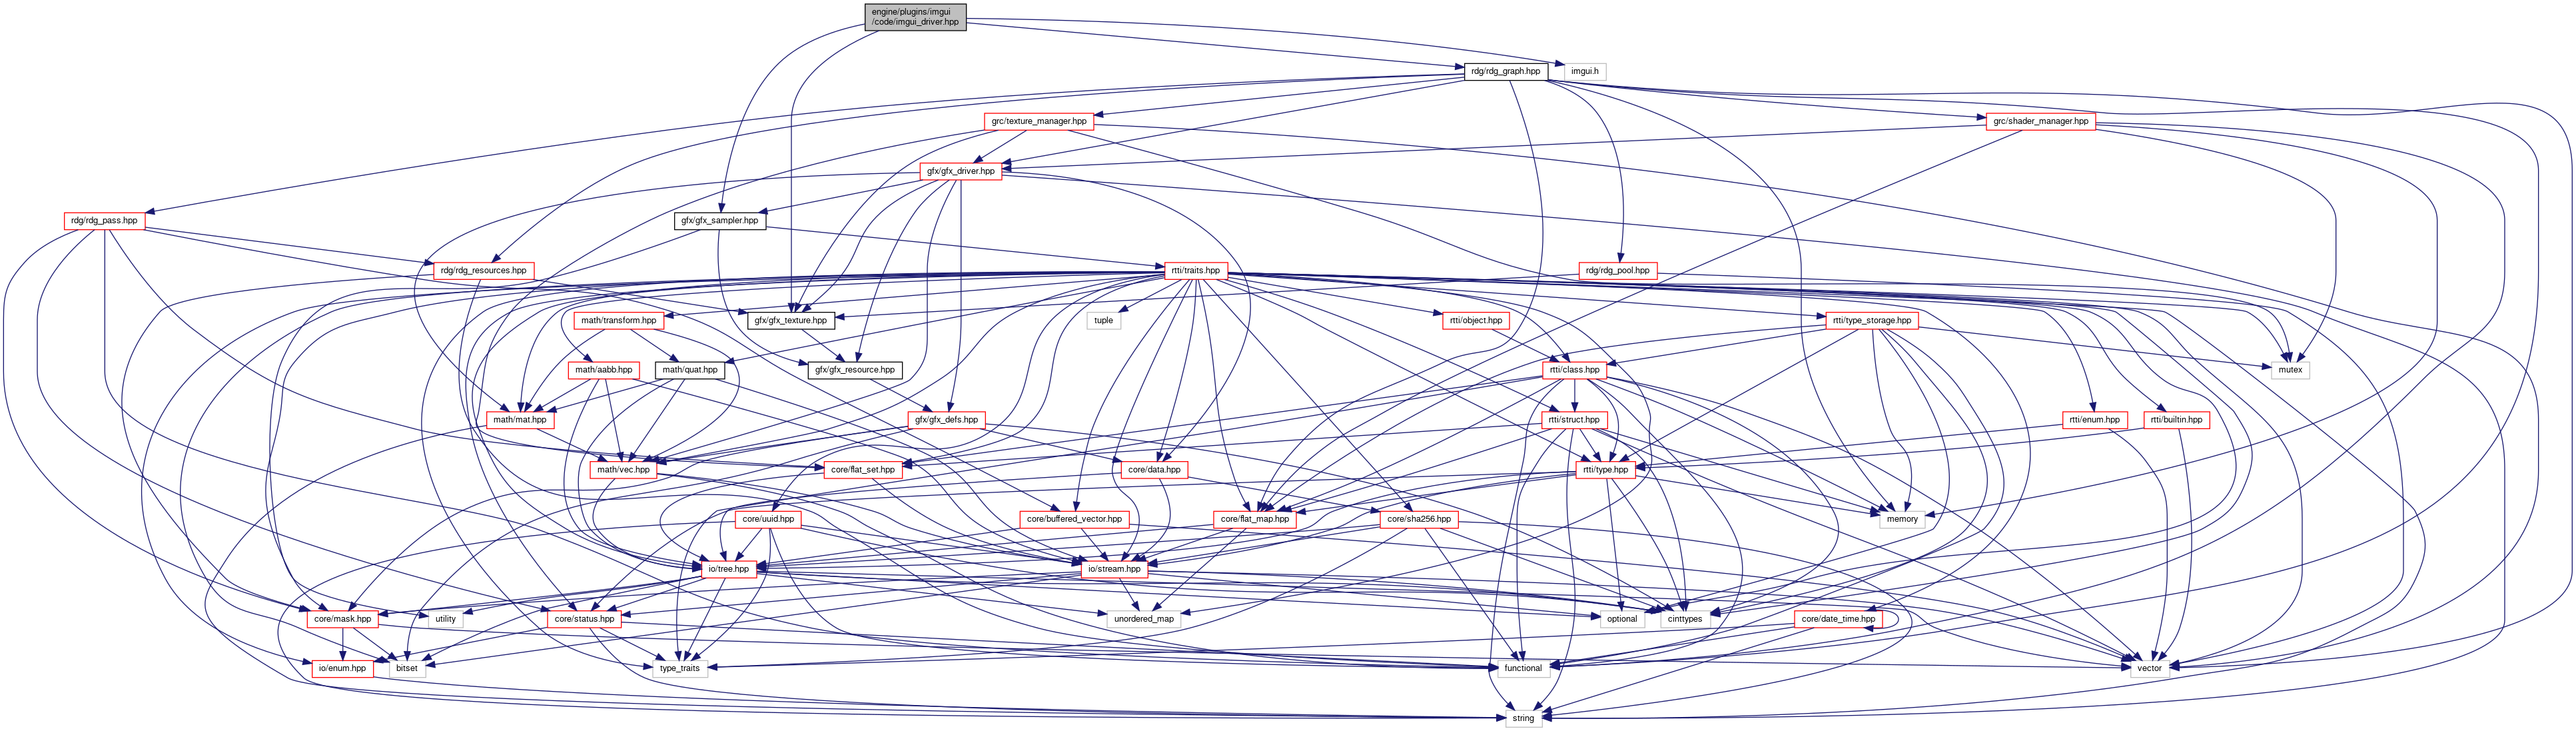 engine/plugins/imgui
/code/imgui_driver.hpp
rdg/rdg_graph.hpp
imgui.h
grc/texture_manager.hpp
grc/shader_manager.hpp
gfx/gfx_driver.hpp
rdg/rdg_pass.hpp
gfx/gfx_sampler.hpp
rdg/rdg_resources.hpp
rtti/traits.hpp
rdg/rdg_pool.hpp
math/transform.hpp
gfx/gfx_texture.hpp
tuple
rtti/object.hpp
rtti/type_storage.hpp
math/aabb.hpp
math/quat.hpp
gfx/gfx_resource.hpp
rtti/class.hpp
mutex
math/mat.hpp
gfx/gfx_defs.hpp
rtti/struct.hpp
rtti/enum.hpp
rtti/builtin.hpp
math/vec.hpp
core/flat_set.hpp
core/data.hpp
rtti/type.hpp
core/uuid.hpp
core/buffered_vector.hpp
core/flat_map.hpp
core/sha256.hpp
memory
io/tree.hpp
io/stream.hpp
core/mask.hpp
utility
core/status.hpp
unordered_map
optional
cinttypes
core/date_time.hpp
io/enum.hpp
bitset
type_traits
functional
vector
string